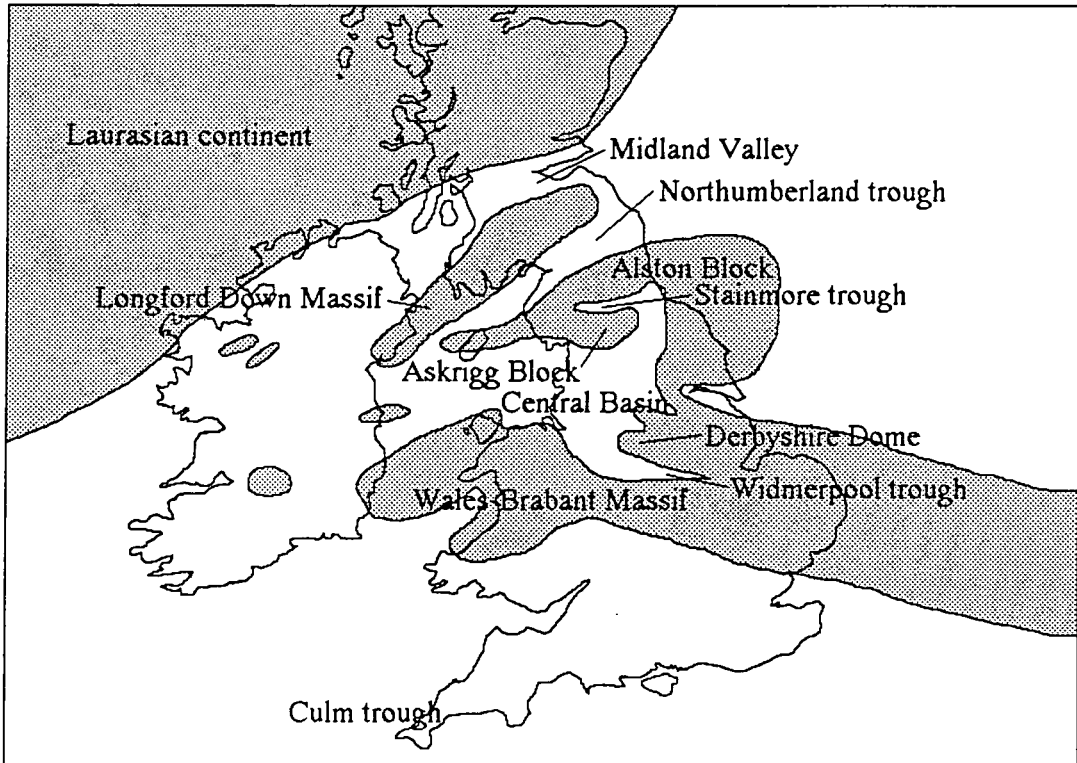 Laurasian continent
Midland Valley
Northumberland trough
Alston Block
Longford Down Massif
Stainmore trough
Askrigg Block
Central Basin
Derbyshire Dome
Wales-Brabant Massif
Widmerpool trough
Culm trough